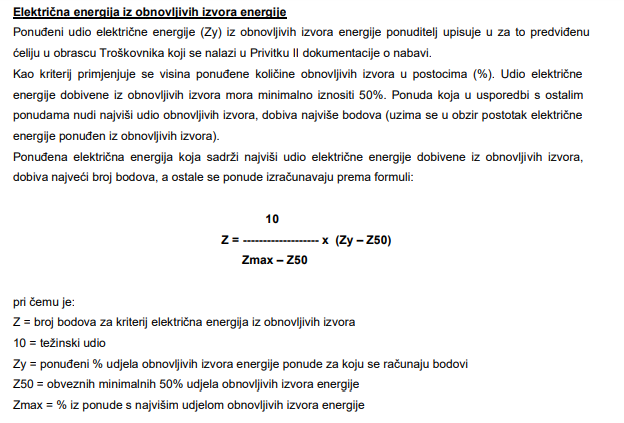 Električna energija iz obnovljivih izvora energije
Ponuđeni udio električne energije (Zy) iz obnovljivih izvora energije ponuditelj upisuje u za to predviđenu
ćeliju u obrascu Troškovnika koji se nalazi u Privitku II dokumentacije o nabavi.
Kao kriterij primjenjuje se visina ponuđene količine obnovljivih izvora u postocima (%). Udio električne
energije dobivene iz obnovljivih izvora mora minimalno iznositi 50%. Ponuda koja u usporedbi s ostalim
ponudama nudi najviši udio obnovljivih izvora, dobiva najviše bodova (uzima se u obzir postotak električne
energije ponuđen iz obnovljivih izvora).
Ponuđena električna energija koja sadrži najviši udio električne energije dobivene iz obnovljivih izvora,
dobiva najveći broj bodova, a ostale se ponude izračunavaju prema formuli:
10
Z = ------------------- x (Zy – Z50)
Zmax – Z50
pri čemu je:
Z = broj bodova za kriterij električna energija iz obnovljivih izvora
10 = težinski udio
Zy = ponuđeni % udjela obnovljivih izvora energije ponude za koju se računaju bodovi
Z50 = obveznih minimalnih 50% udjela obnovljivih izvora energije
Zmax = % iz ponude s najvišim udjelom obnovljivih izvora energije